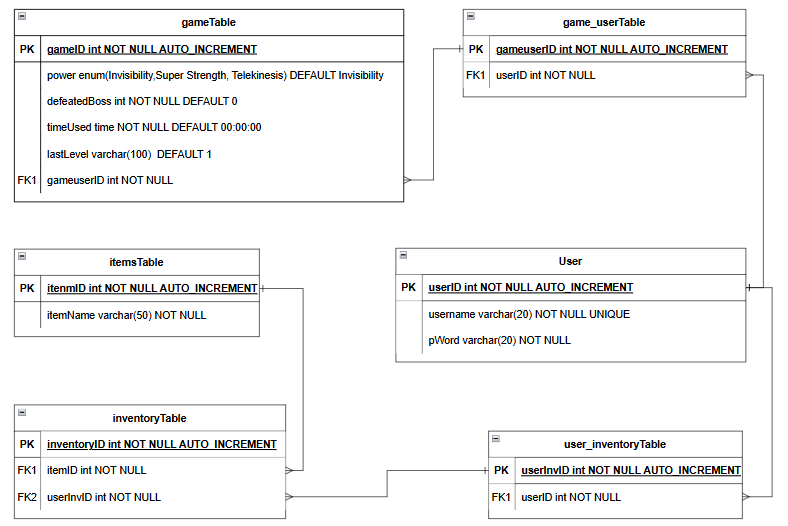 gameTable
PK gameID int NOT NULL AUTO_INCREMENT
power enum(Invisibility,Super Strength, Telekinesis) DEFAULT Invisibility
defeatedBoss int NOT NULL DEFAULT 0
timeUsed time NOT NULL DEFAULT 00:00:00
lastLevel varchar(100) DEFAULT 1
FK1 gameuserID int NOT NULL
game_userTable
PK gameuserID int NOT NULL AUTO_INCREMENT
FK1 userID int NOT NULL
itemsTable
PK itenmID int NOT NULL AUTO_INCREMENT
itemName varchar(50) NOT NULL
User
PK userID int NOT NULL AUTO_INCREMENT
username varchar(20) NOT NULL UNIQUE
pWord varchar(20) NOT NULL
inventoryTable
PK inventoryID int NOT NULL AUTO_INCREMENT
FK1 itemID int NOT NULL
FK2 userInvID int NOT NULL
user_inventoryTable
PK userInvID int NOT NULL AUTO_INCREMENT
FK1 userID int NOT NULL